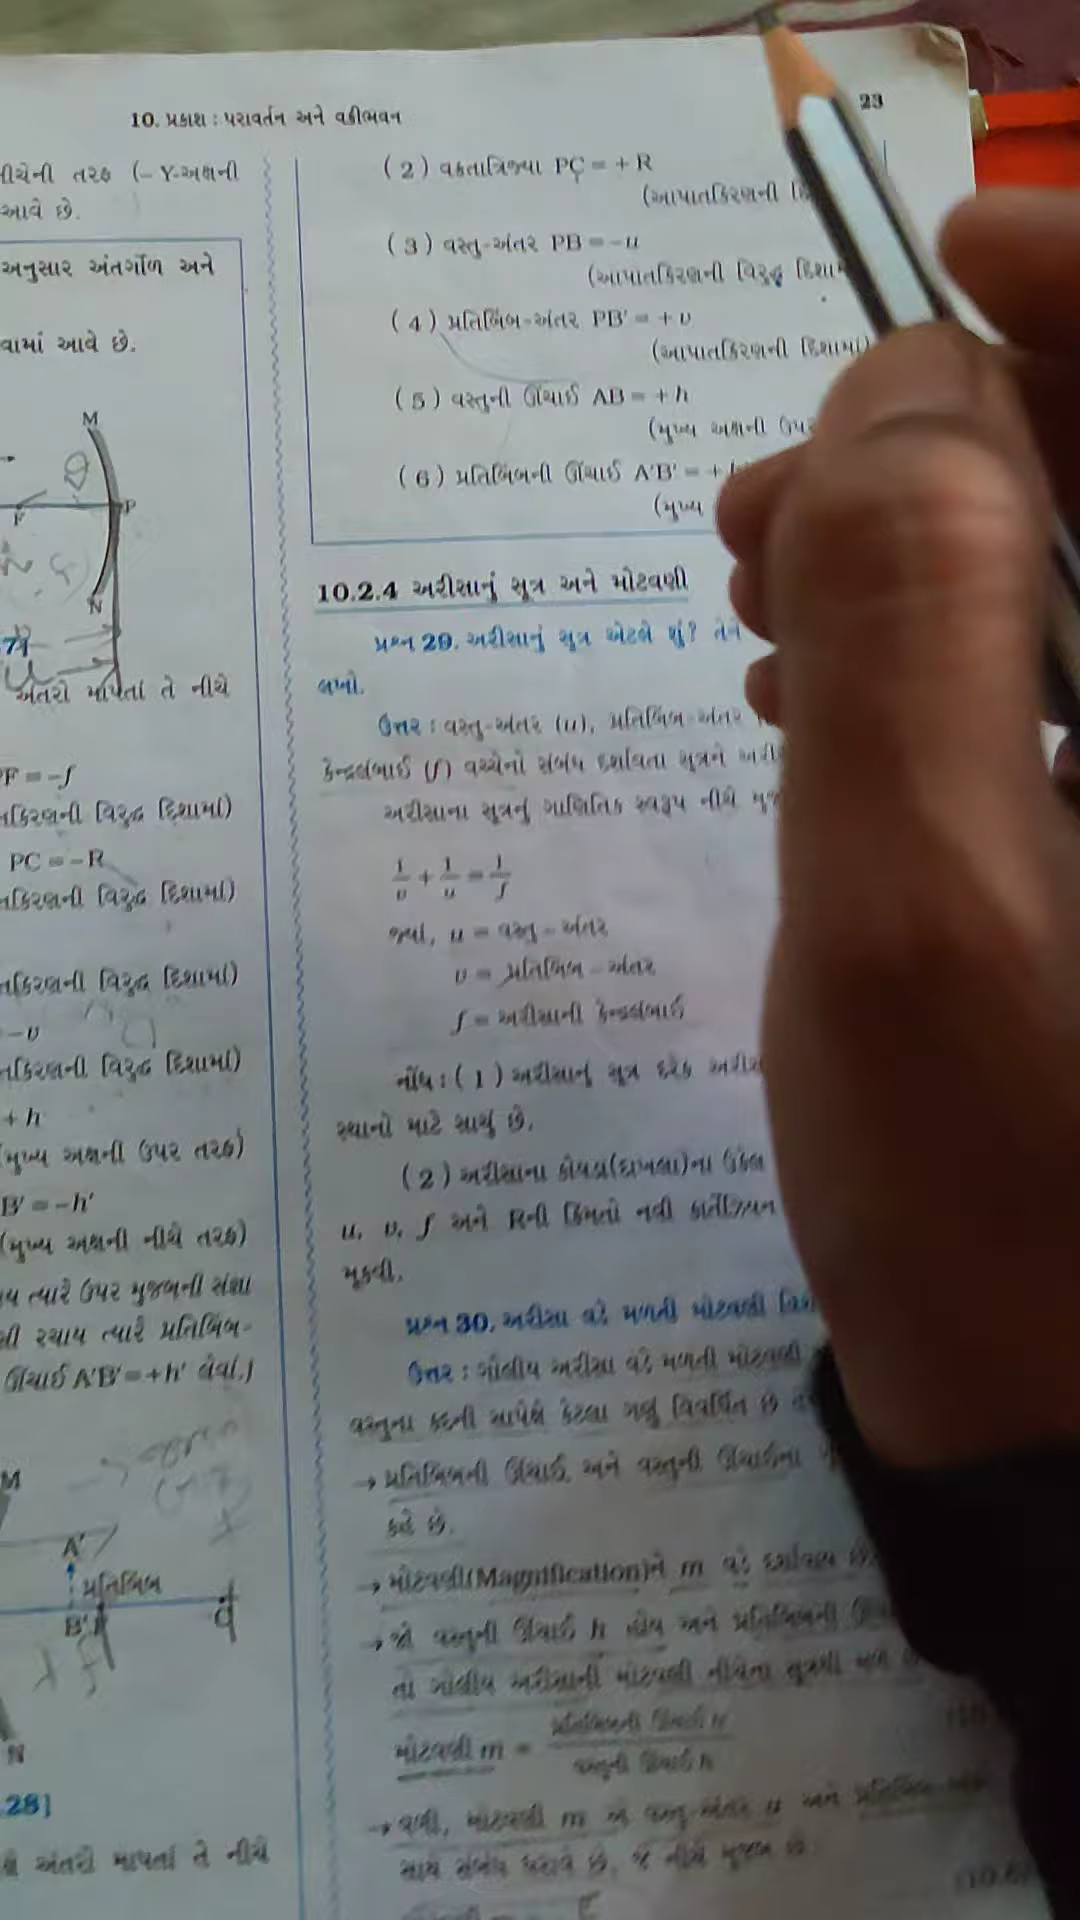 10. પ્રકાશ : પરાવર્તન અને વક્રીભવન
23
નીચેની તરફ (– Y-અક્ષની
આવે છે.
અનુસાર અંતર્ગોળ અને
વામાં આવે છે.
M
F
P
N
અંતરો માપતાં તે નીચે
F = –f
(આપાતકિરણની વિરુદ્ધ દિશામાં)
PC = –R
વિરુદ્ધ દિશામાં)
વિરુદ્ધ દિશામાં)
–v
વિરુદ્ધ દિશામાં)
+ h
(મુખ્ય અક્ષની ઉપર તરફ)
B′ = –h′
(મુખ્ય અક્ષની નીચે તરફ)
ત્યારે ઉપર મુજબની સંજ્ઞા
રચાય ત્યારે પ્રતિબિંબ-
ઊંચાઈ A′B′ = +h′ લેવાં.)
M
A′
પ્રતિબિંબ
B′
N
28]
અંતરો માપતાં તે નીચે
( 2 ) વક્રતાત્રિજ્યા PC = + R
(આપાતકિરણની
( 3 ) વસ્તુ-અંતર PB = –u
(આપાતકિરણની વિરુદ્ધ
( 4 ) પ્રતિબિંબ-અંતર PB′ = + v
(આપાતકિરણની દિશામાં)
( 5 ) વસ્તુની ઊંચાઈ AB = + h
(મુખ્ય અક્ષની
( 6 ) પ્રતિબિંબની ઊંચાઈ A′B′ = +
(મુખ્ય
10.2.4 અરીસાનું સૂત્ર અને મોટવણી
પ્રશ્ન 29. અરીસાનું સૂત્ર એટલે શું? તેને
લખો.
ઉત્તર : વસ્તુ-અંતર (u), પ્રતિબિંબ-અંતર
કેન્દ્રલંબાઈ (f) વચ્ચેનો સંબંધ દર્શાવતા સૂત્રને
અરીસાના સૂત્રનું ગાણિતિક સ્વરૂપ નીચે
1/v + 1/u = 1/f
જ્યાં, u = વસ્તુ – અંતર
v = પ્રતિબિંબ – અંતર
f = અરીસાની કેન્દ્રલંબાઈ
નોંધ : ( 1 ) અરીસાનું સૂત્ર દરેક
સ્થાનો માટે સાચું છે.
( 2 ) અરીસાના કોયડા(દાખલા)ના ઉકેલ
u, v, f અને Rની કિંમતો નવી કાર્તેઝિયન
મૂકવી.
પ્રશ્ન 30. અરીસા વડે મળતી મોટવણી
ઉત્તર : ગોલીય અરીસા વડે મળતી મોટવણી
વસ્તુના કદની સાપેક્ષે કેટલા ગણું વિવર્ધિત છે
→ પ્રતિબિંબની ઊંચાઈ અને વસ્તુની ઊંચાઈના
કહે છે.
→ મોટવણી(Magnification)ને m વડે દર્શાવાય
→ જો વસ્તુની ઊંચાઈ h હોય અને પ્રતિબિંબની
તો ગોલીય અરીસાની મોટવણી નીચેના સૂત્રથી મળે
મોટવણી m = પ્રતિબિંબની ઊંચાઈ h′ / વસ્તુની ઊંચાઈ h
→ વળી, મોટવણી m એ વસ્તુ-અંતર u અને પ્રતિબિંબ-અંતર
સાથે સંબંધ ધરાવે છે, જે નીચે મુજબ છે :